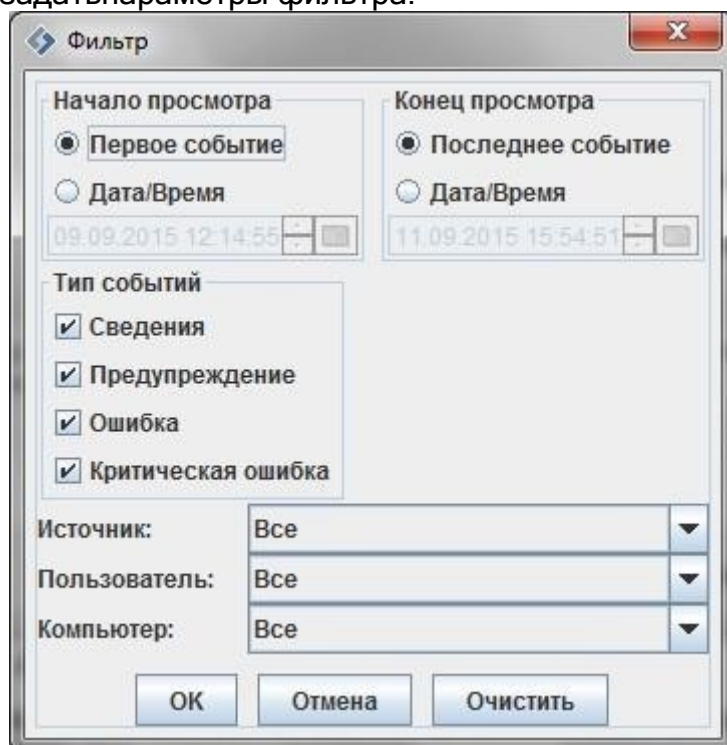 задатьпараметры фильтра.
Фильтр
Начало просмотра
Первое событие
Дата/Время
09.09.2015 12:14:55
Конец просмотра
Последнее событие
Дата/Время
11.09.2015 15:54:51
Тип событий
Сведения
Предупреждение
Ошибка
Критическая ошибка
Источник: Все
Пользователь: Все
Компьютер: Все
ОК Отмена Очистить